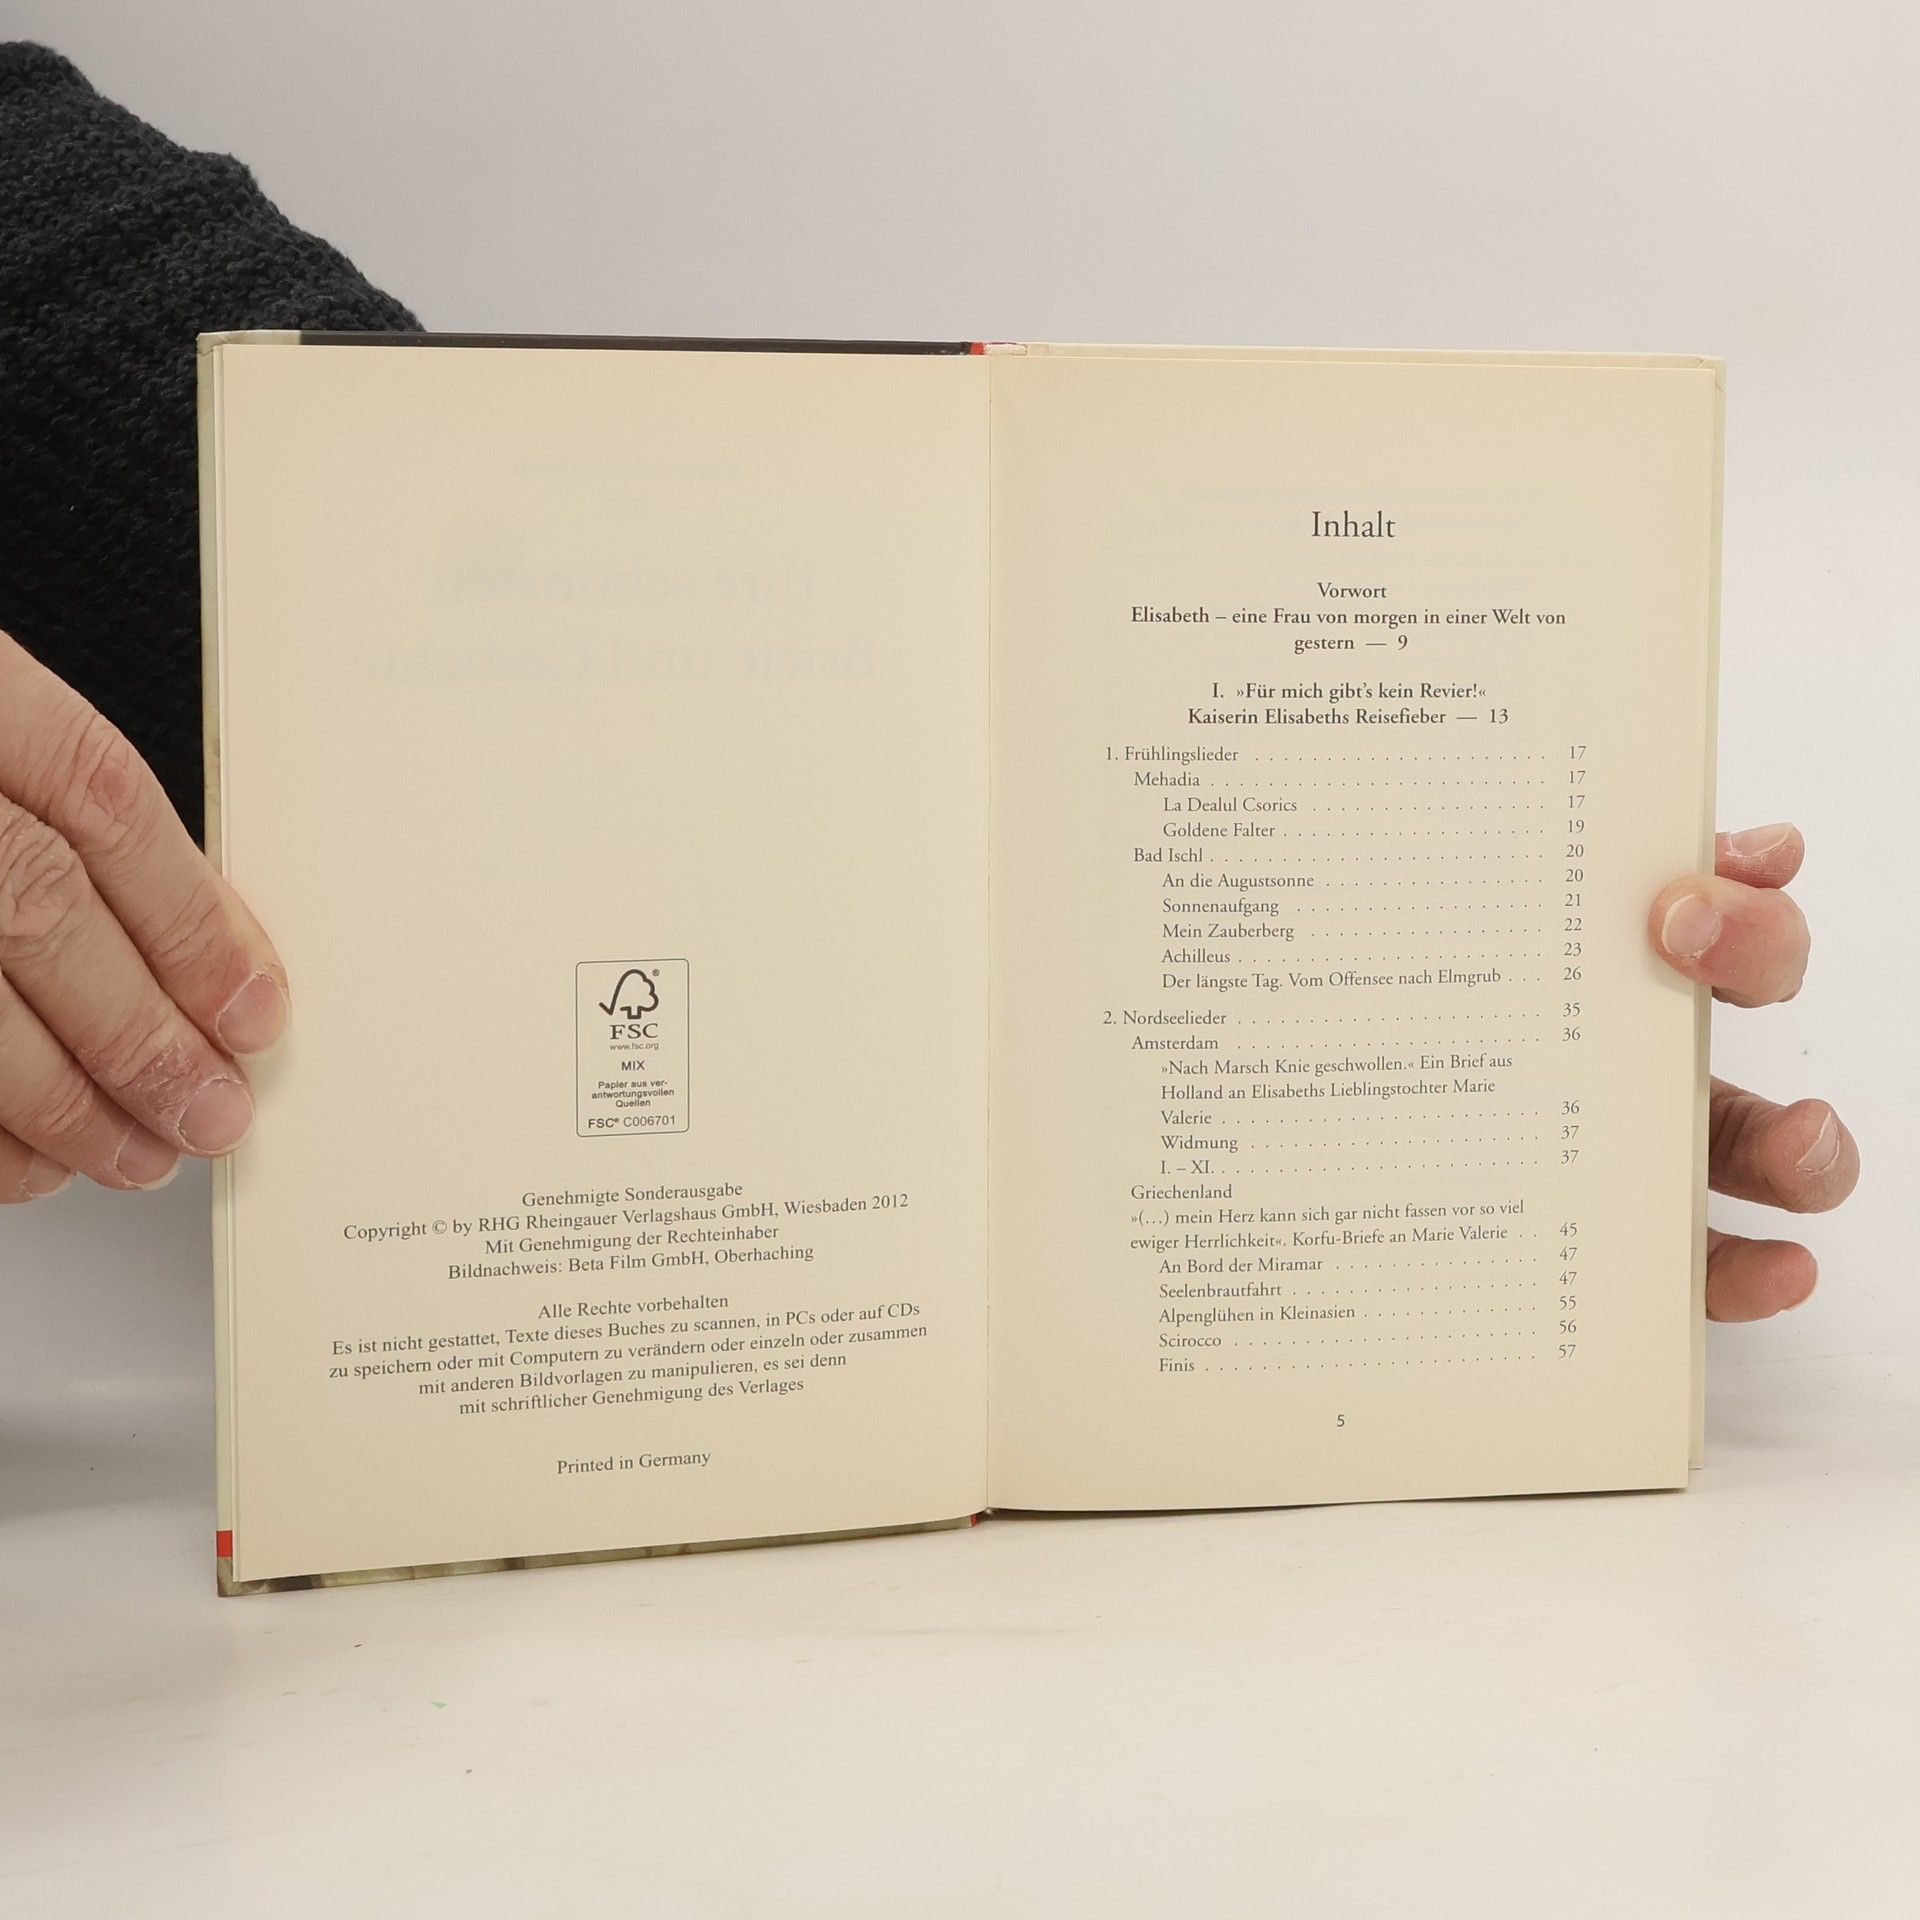 FSC
®
www.fsc.org
MIX
Papier aus ver-
antwortungsvollen
Quellen
FSC® C006701
Genehmigte Sonderausgabe
Copyright © by RHG Rheingauer Verlagshaus GmbH, Wiesbaden 2012
Mit Genehmigung der Rechteinhaber
Bildnachweis: Beta Film GmbH, Oberhaching
Alle Rechte vorbehalten
Es ist nicht gestattet, Texte dieses Buches zu scannen, in PCs oder auf CDs
zu speichern oder mit Computern zu verändern oder einzeln oder zusammen
mit anderen Bildvorlagen zu manipulieren, es sei denn
mit schriftlicher Genehmigung des Verlages
Printed in Germany
Inhalt
Vorwort
Elisabeth – eine Frau von morgen in einer Welt von
gestern — 9
I. »Für mich gibt's kein Revier!«
Kaiserin Elisabeths Reisefieber — 13
1. Frühlingslieder . . . . . . . . . . . . . . . . . . . . . 17
Mehadia . . . . . . . . . . . . . . . . . . . . . . . . 17
La Dealul Csorics . . . . . . . . . . . . . . . . . 17
Goldene Falter . . . . . . . . . . . . . . . . . . . 19
Bad Ischl . . . . . . . . . . . . . . . . . . . . . . . . 20
An die Augustsonne . . . . . . . . . . . . . . . . 20
Sonnenaufgang . . . . . . . . . . . . . . . . . . 21
Mein Zauberberg . . . . . . . . . . . . . . . . . 22
Achilleus . . . . . . . . . . . . . . . . . . . . . . 23
Der längste Tag. Vom Offensee nach Elmgrub . . . 26
2. Nordseelieder . . . . . . . . . . . . . . . . . . . . . . 35
Amsterdam . . . . . . . . . . . . . . . . . . . . . . 36
»Nach Marsch Knie geschwollen.« Ein Brief aus
Holland an Elisabeths Lieblingstochter Marie
Valerie . . . . . . . . . . . . . . . . . . . . . . . 36
Widmung . . . . . . . . . . . . . . . . . . . . . 37
I. – XI. . . . . . . . . . . . . . . . . . . . . . . . 37
Griechenland
»(…) mein Herz kann sich gar nicht fassen vor so viel
ewiger Herrlichkeit«. Korfu-Briefe an Marie Valerie . . 45
An Bord der Miramar . . . . . . . . . . . . . . . 47
Seelenbrautfahrt . . . . . . . . . . . . . . . . . . 47
Alpenglühen in Kleinasien . . . . . . . . . . . . . 55
Scirocco . . . . . . . . . . . . . . . . . . . . . . 56
Finis . . . . . . . . . . . . . . . . . . . . . . . . 57
5